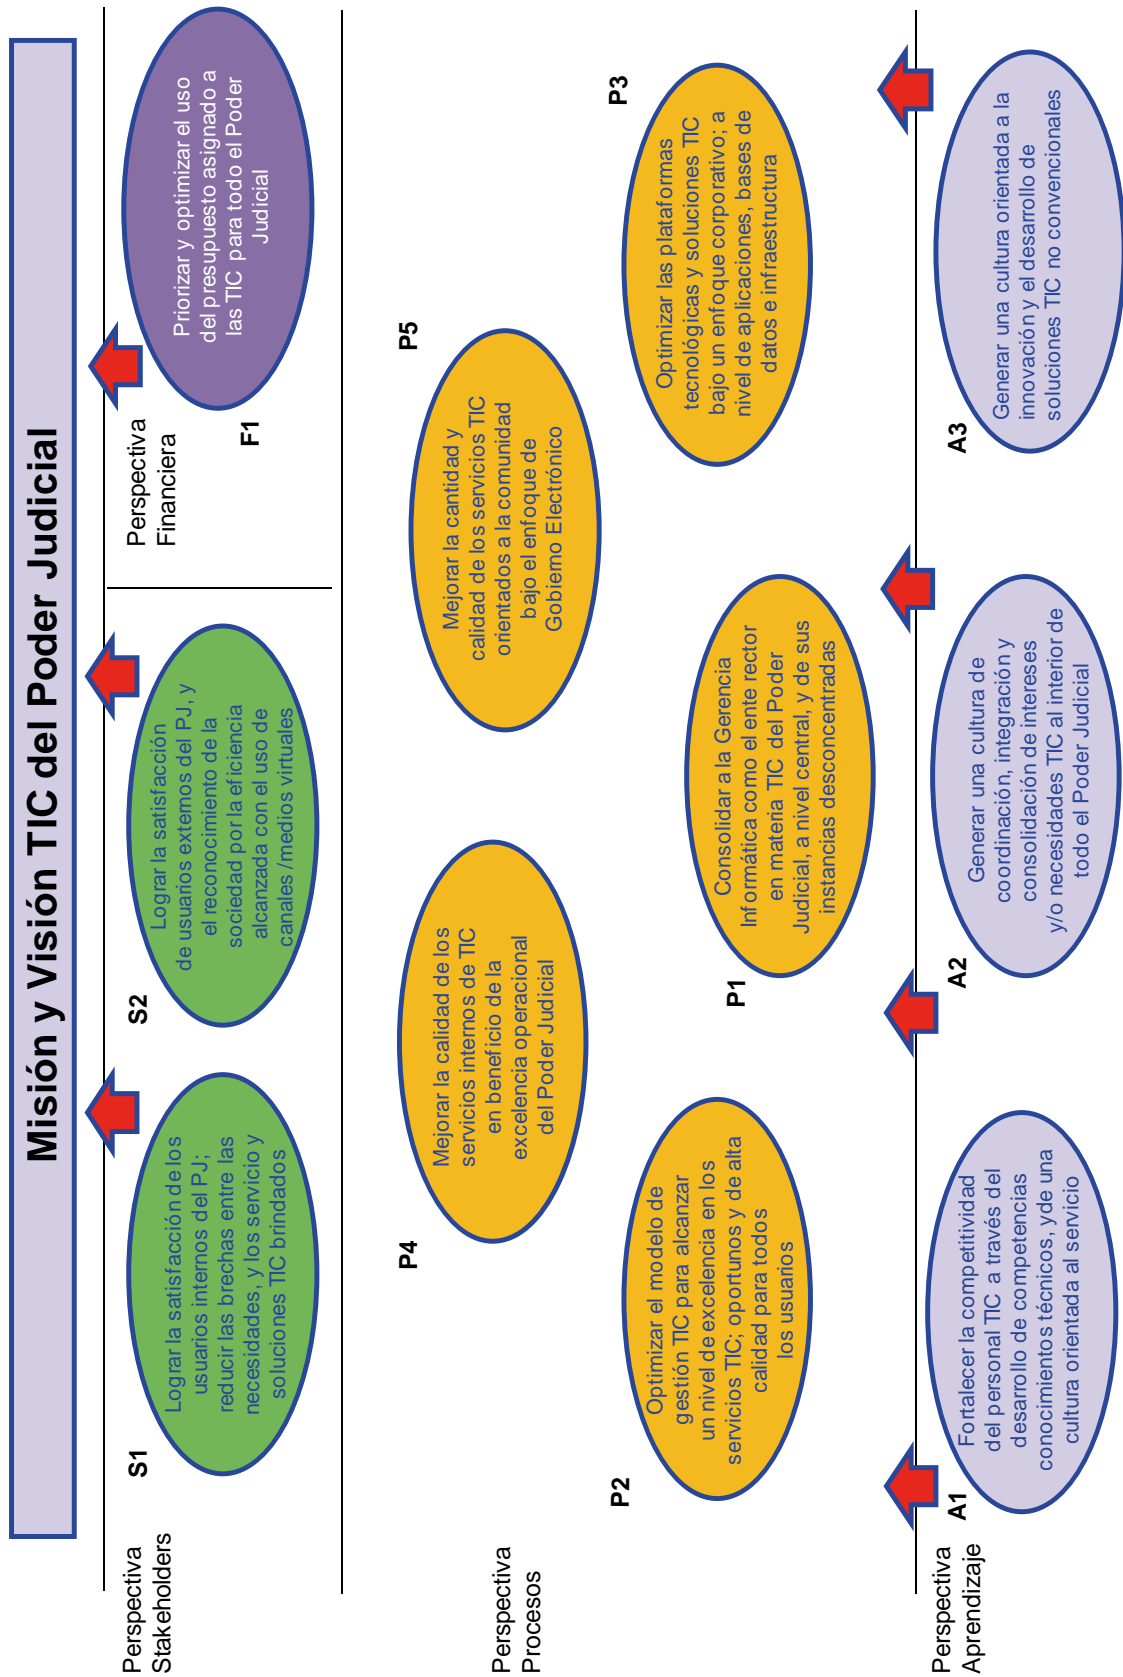 Misión y Visión TIC del Poder Judicial
Perspectiva
Stakeholders
S1
Lograr la satisfacción de los
usuarios internos del PJ;
reducir las brechas entre las
necesidades, y los servicio y
soluciones TIC brindados
S2
Lograr la satisfacción
de usuarios externos del PJ, y
el reconocimiento de la
sociedad por la eficiencia
alcanzada con el uso de
canales /medios virtuales
Perspectiva
Financiera
F1
Priorizar y optimizar el uso
del presupuesto asignado a
las TIC para todo el Poder
Judicial
Perspectiva
Procesos
P4
Mejorar la calidad de los
servicios internos de TIC
en beneficio de la
excelencia operacional
del Poder Judicial
P5
Mejorar la cantidad y
calidad de los servicios TIC
orientados a la comunidad
bajo el enfoque de
Gobierno Electrónico
P2
Optimizar el modelo de
gestión TIC para alcanzar
un nivel de excelencia en los
servicios TIC; oportunos y de alta
calidad para todos
los usuarios
P1
Consolidar a la Gerencia
Informática como el ente rector
en materia TIC del Poder
Judicial, a nivel central, y de sus
instancias desconcentradas
P3
Optimizar las plataformas
tecnológicas y soluciones TIC
bajo un enfoque corporativo; a
nivel de aplicaciones, bases de
datos e infraestructura
Perspectiva
Aprendizaje
A1
Fortalecer la competitividad
del personal TIC a través del
desarrollo de competencias
conocimientos técnicos, y de una
cultura orientada al servicio
A2
Generar una cultura de
coordinación, integración y
consolidación de intereses
y/o necesidades TIC al interior de
todo el Poder Judicial
A3
Generar una cultura orientada a la
innovación y el desarrollo de
soluciones TIC no convencionales